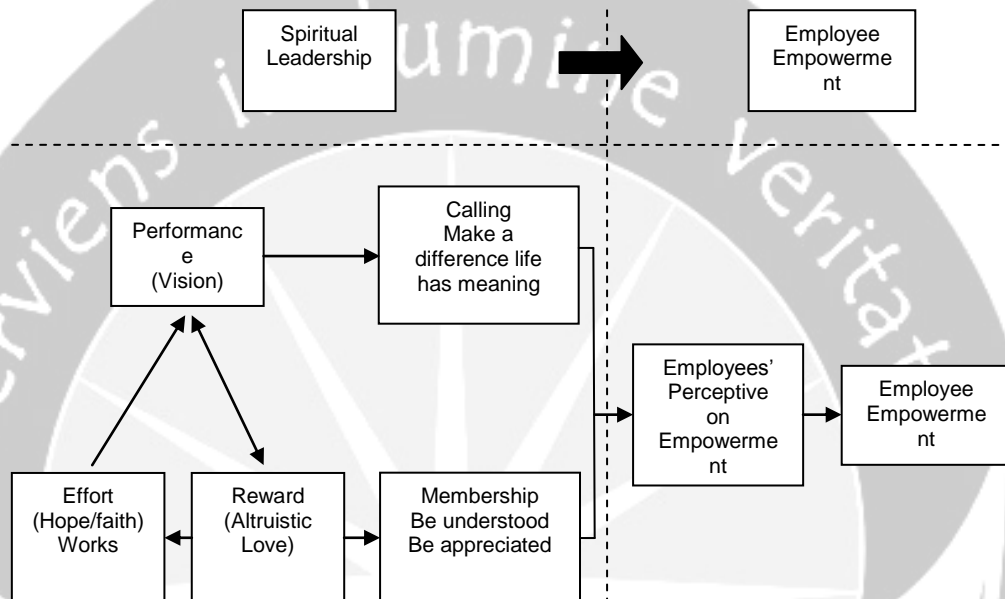 Spiritual
Leadership
Employee
Empowerme
nt
Performanc
e
(Vision)
Calling
Make a
difference life
has meaning
Employees’
Perceptive
on
Empowerme
nt
Employee
Empowerme
nt
Effort
(Hope/faith)
Works
Reward
(Altruistic
Love)
Membership
Be understood
Be appreciated